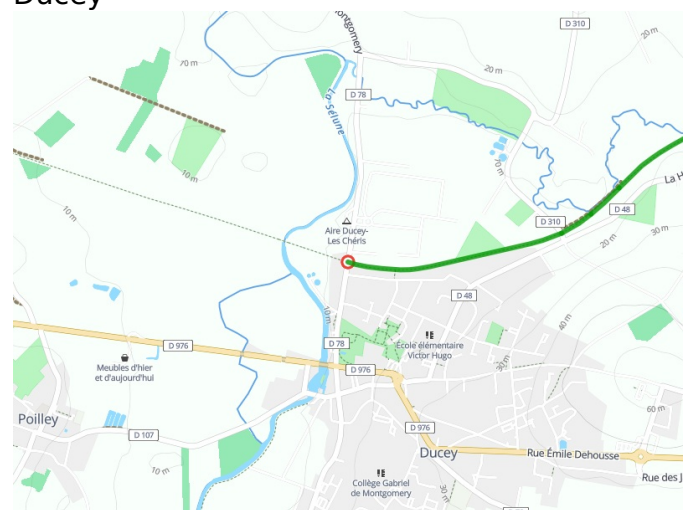 Ducey
Montgomery
D 310
20 m
70 m
20 m
D 78
La Sélune
10 m
70 m
10 m
La H
D 310
D 48
Aire Ducey-
Les Chéris
20 m
30 m
D 48
10 m
40 m
D 976
D 78
École élémentaire
Victor Hugo
30 m
Meubles d'hier
et d'aujourd'hui
D 976
60 m
Poilley
D 107
D 976
Ducey
Rue Émile Dehousse
10 m
Collège Gabriel
de Montgomery
30 m
Rue des J